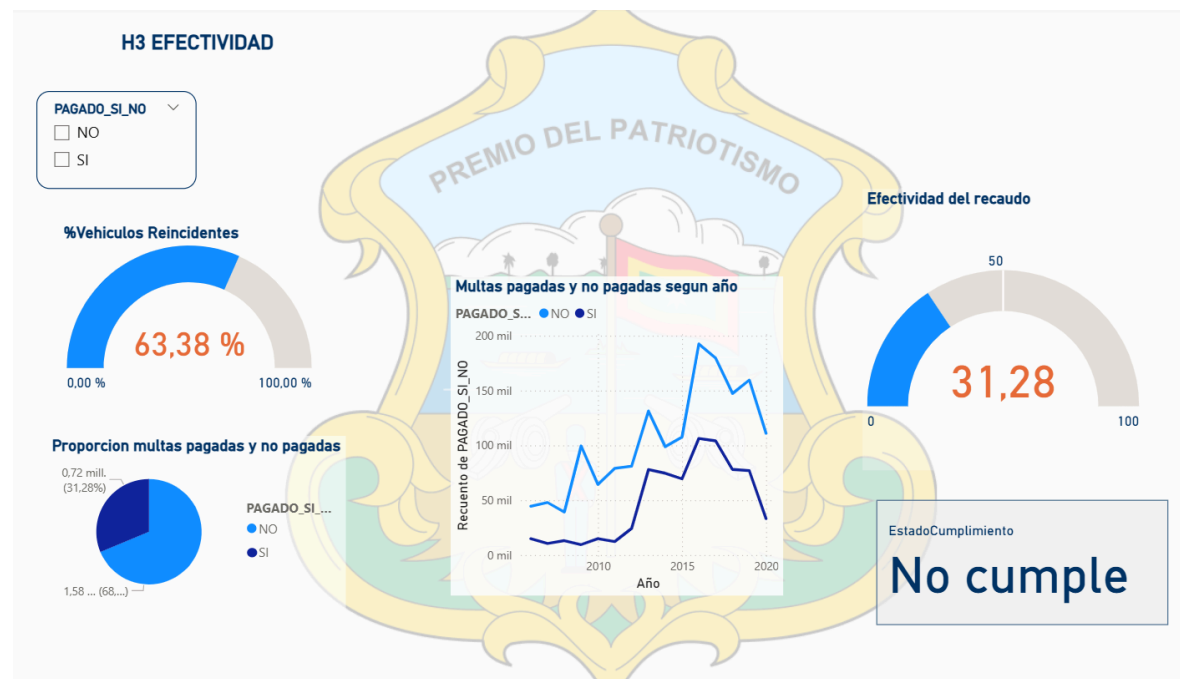 H3 EFECTIVIDAD
PAGADO_SI_NO
NO
SI
%Vehiculos Reincidentes
63,38 %
0,00 %
100,00 %
Proporcion multas pagadas y no pagadas
0,72 mill.
(31,28%)
1,58 ... (68,...)
PAGADO_SI_...
NO
SI
PREMIO DEL PATRIOTISMO
Multas pagadas y no pagadas segun año
PAGADO_S... NO SI
Recuento de PAGADO_SI_NO
200 mil
150 mil
100 mil
50 mil
0 mil
2010 2015 2020
Año
Efectividad del recaudo
50
31,28
0
100
EstadoCumplimiento
No cumple